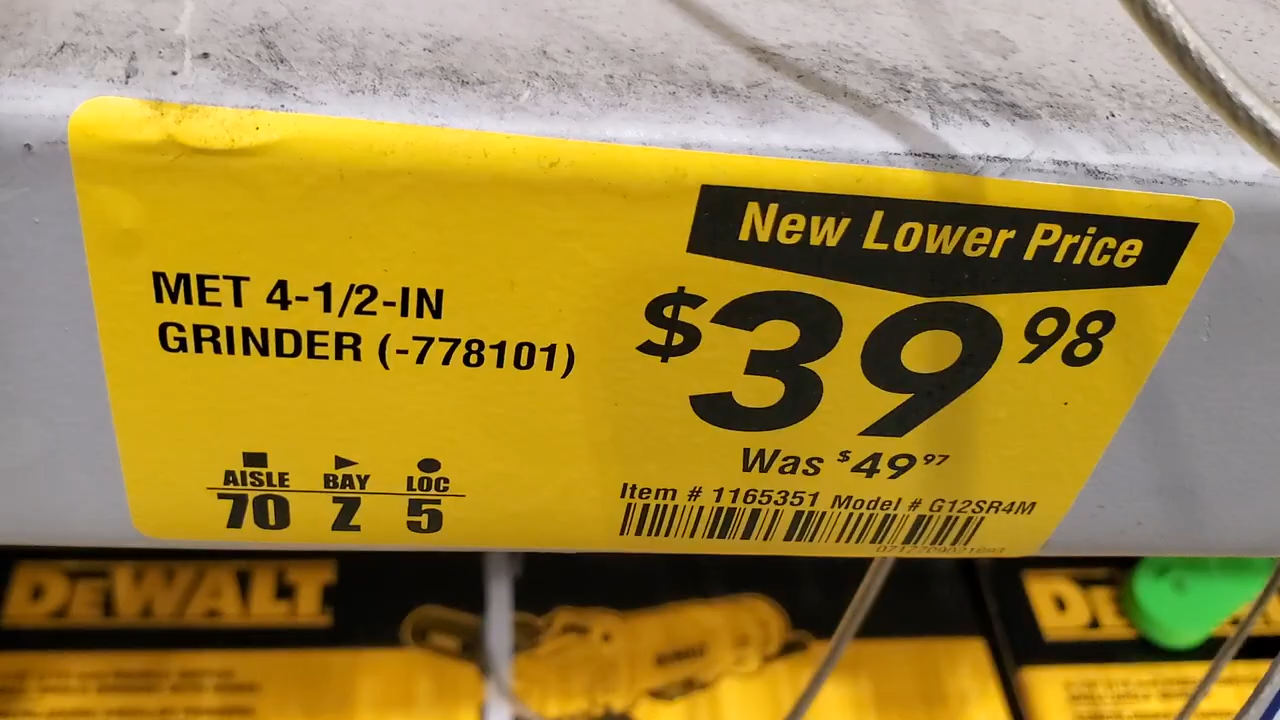 New Lower Price
MET 4-1/2-IN
GRINDER (-778101)
$39 98
Was $49 97
Item # 1165351 Model # G12SR4M
AISLE BAY LOC
70 Z 5
DEWALT